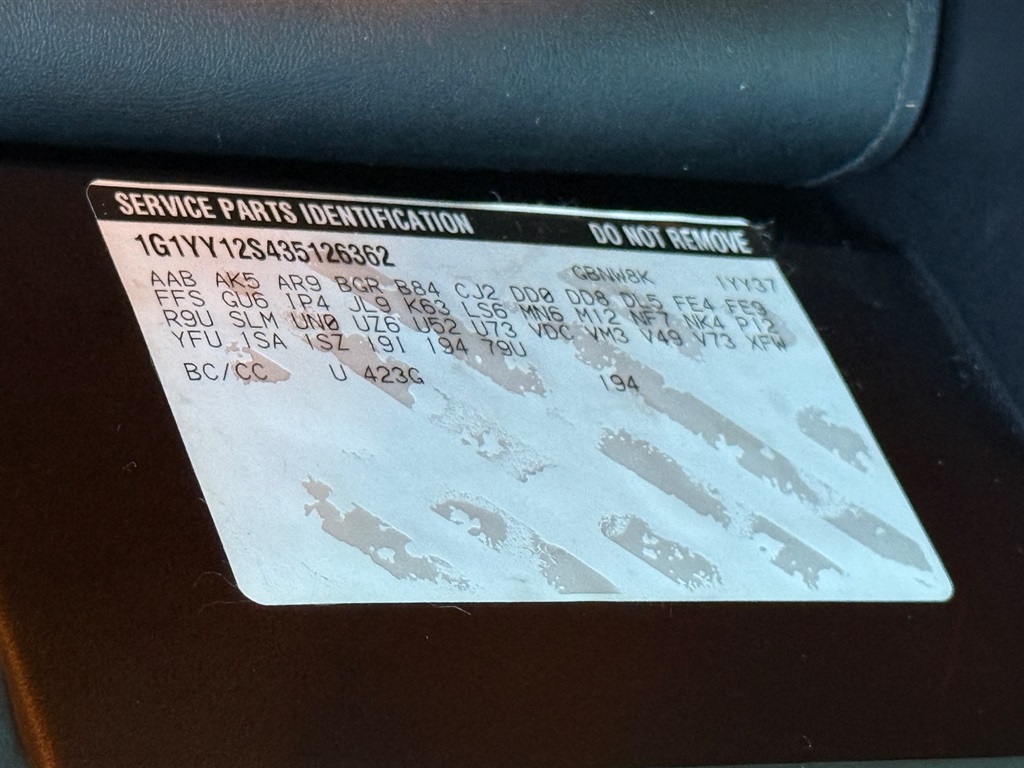 SERVICE PARTS IDENTIFICATION DO NOT REMOVE
1G1YY12S435126362 GBNW8K 1YY37
AAB AK5 AR9 BGR B84 CJ2 DD0 DD8 DL5 FE4 FE9
FFS GU6 IP4 JL9 K63 LS6 MN6 M12 NF7 NK4 P12
R9U SLM UN0 UZ6 U52 U73 VDC VM3 V49 V73 XFW
YFU 1SA 1SZ 191 194 79U
BC/CC U 423G 194